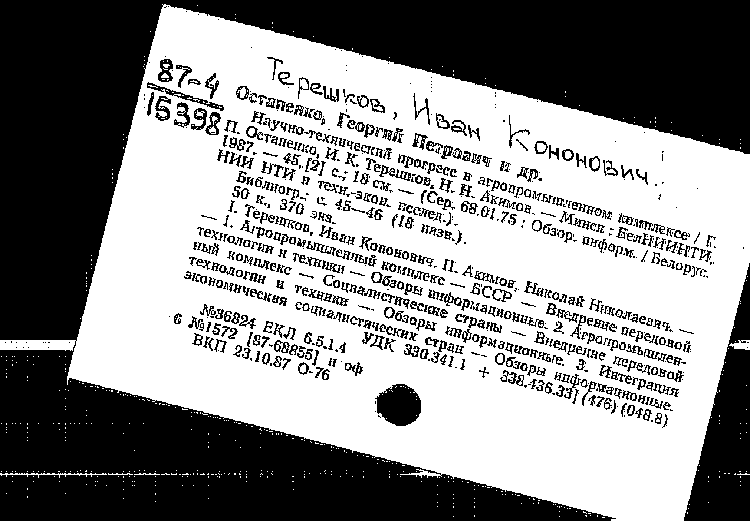 Терешков, Иван Кононович.
87-4
15398
Остапенко, Георгий Петрович и др.
Научно-технический прогресс в агропромышленном комплексе / Г.
П. Остапенко, И. К. Терешков, Н. Н. Акимов. — Минск : БелНИИНТИ,
1987. — 45, [2] с.; 18 см. — (Сер. 68.01.75 : Обзор. информ. / Белорус.
НИИ НТИ и техн.-экон. исслед.).
Библиогр.: с. 45—46 (18 назв.).
50 к., 370 экз.
I. Терешков, Иван Кононович. П. Акимов, Николай Николаевич. —
— 1. Агропромышленный комплекс — БССР — Внедрение передовой
технологии и техники — Обзоры информационные. 2. Агропромышлен-
ный комплекс — Социалистические страны — Внедрение передовой
технологии и техники — Обзоры информационные. 3. Интеграция
экономическая социалистических стран — Обзоры информационные.
УДК 330.341.1 + 338.436.33] (476) (048.8)
№36824 ЕКЛ 6.5.1.4
6 №1572 [87-68855] и оф
ВКП 23.10.87 О-76